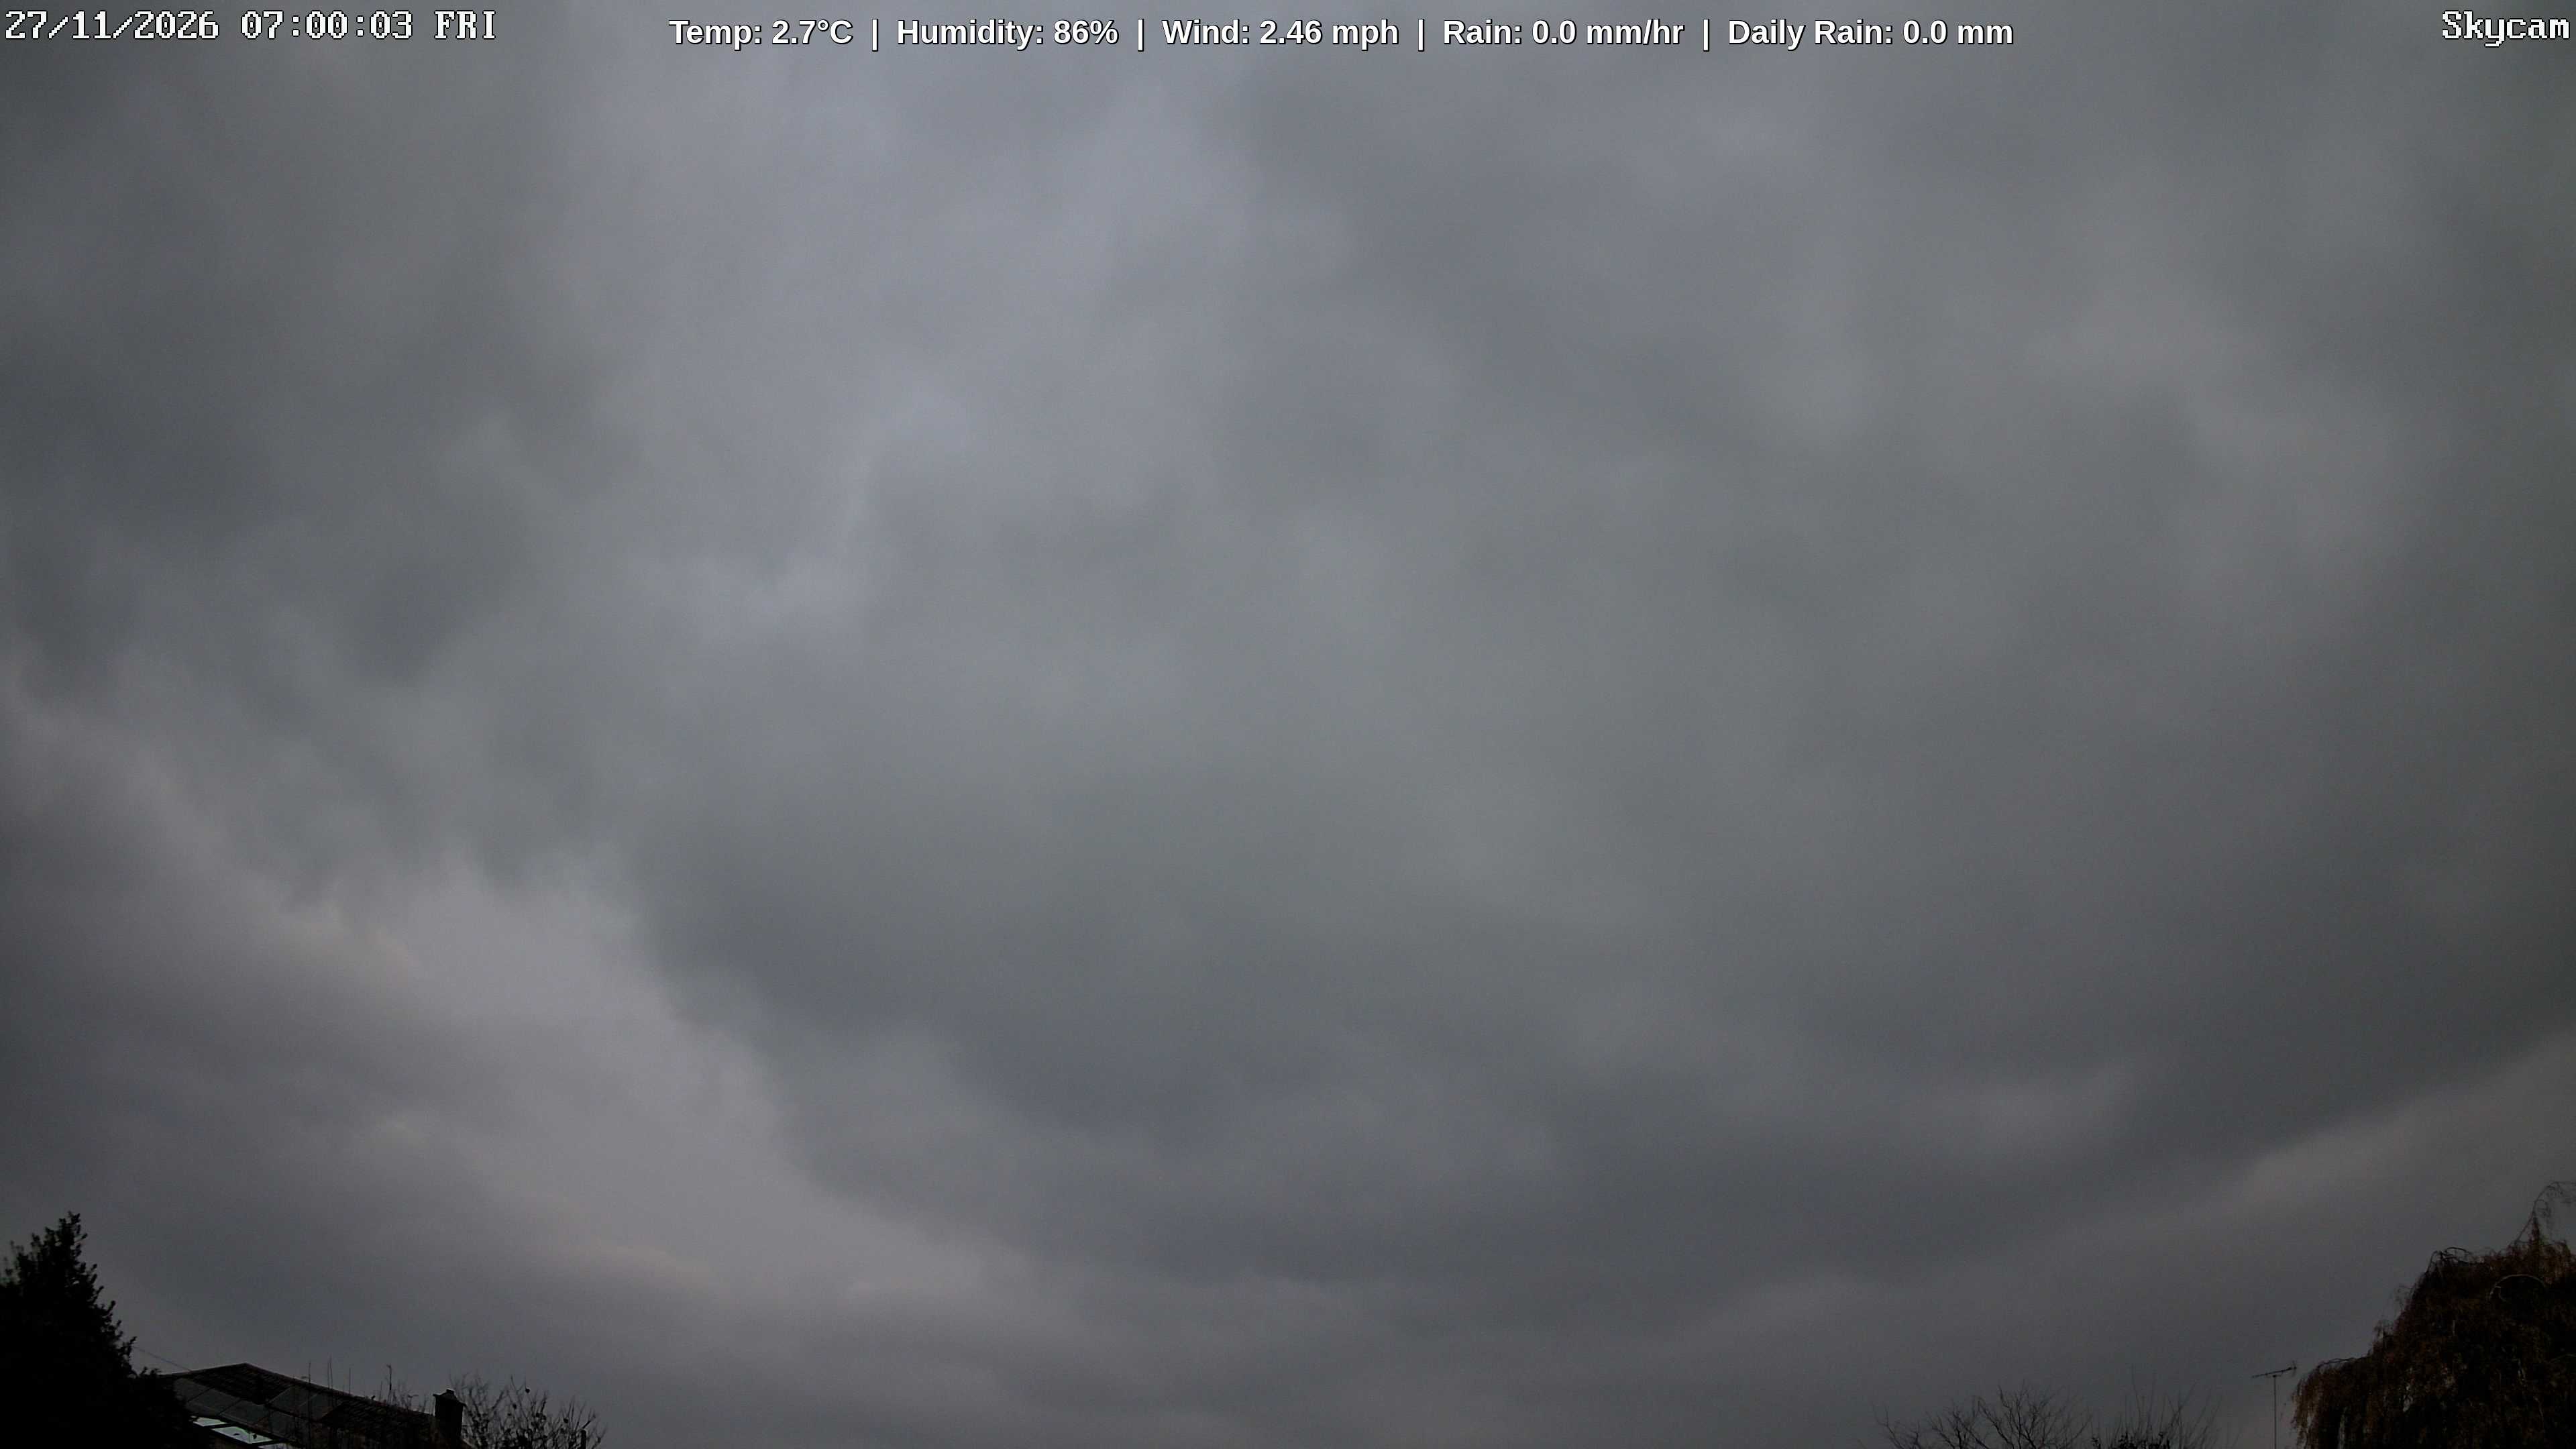 27/11/2026 07:00:03 FRI
Temp: 2.7°C | Humidity: 86% | Wind: 2.46 mph | Rain: 0.0 mm/hr | Daily Rain: 0.0 mm
Skycam